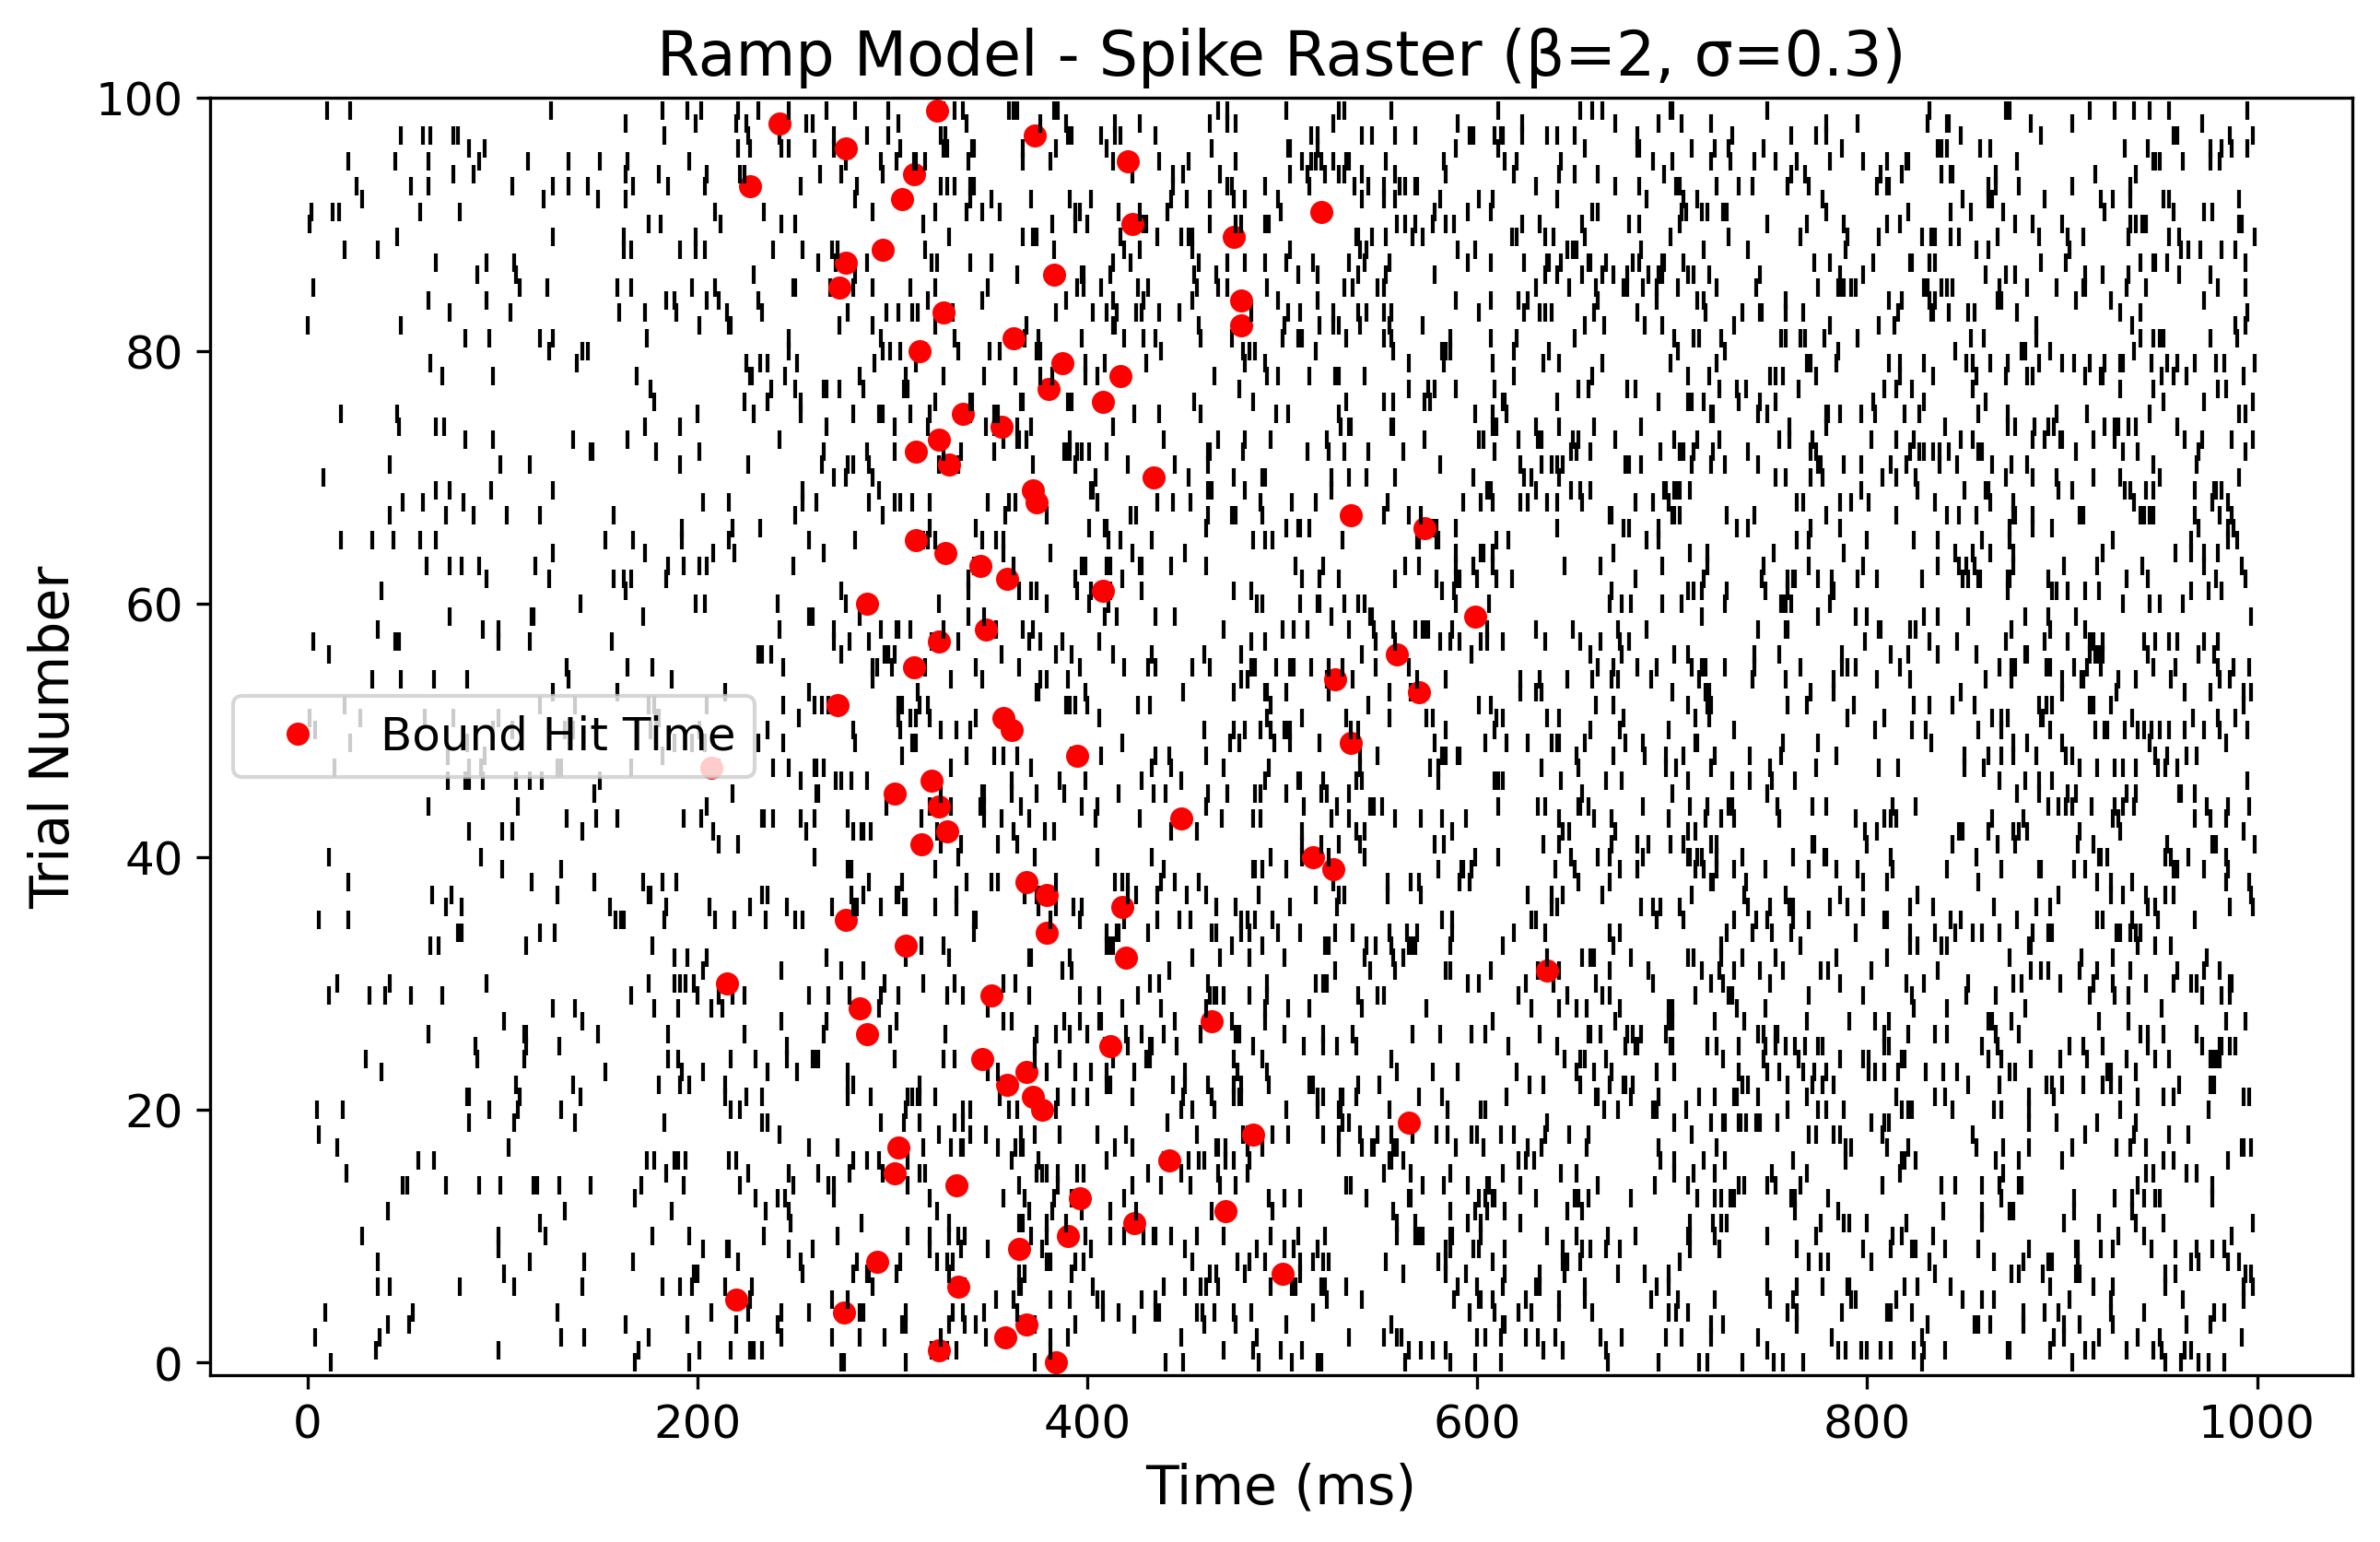 Ramp Model - Spike Raster (β=2, σ=0.3)
100
80
60
40
20
0
Trial Number
Bound Hit Time
0 200 400 600 800 1000
Time (ms)